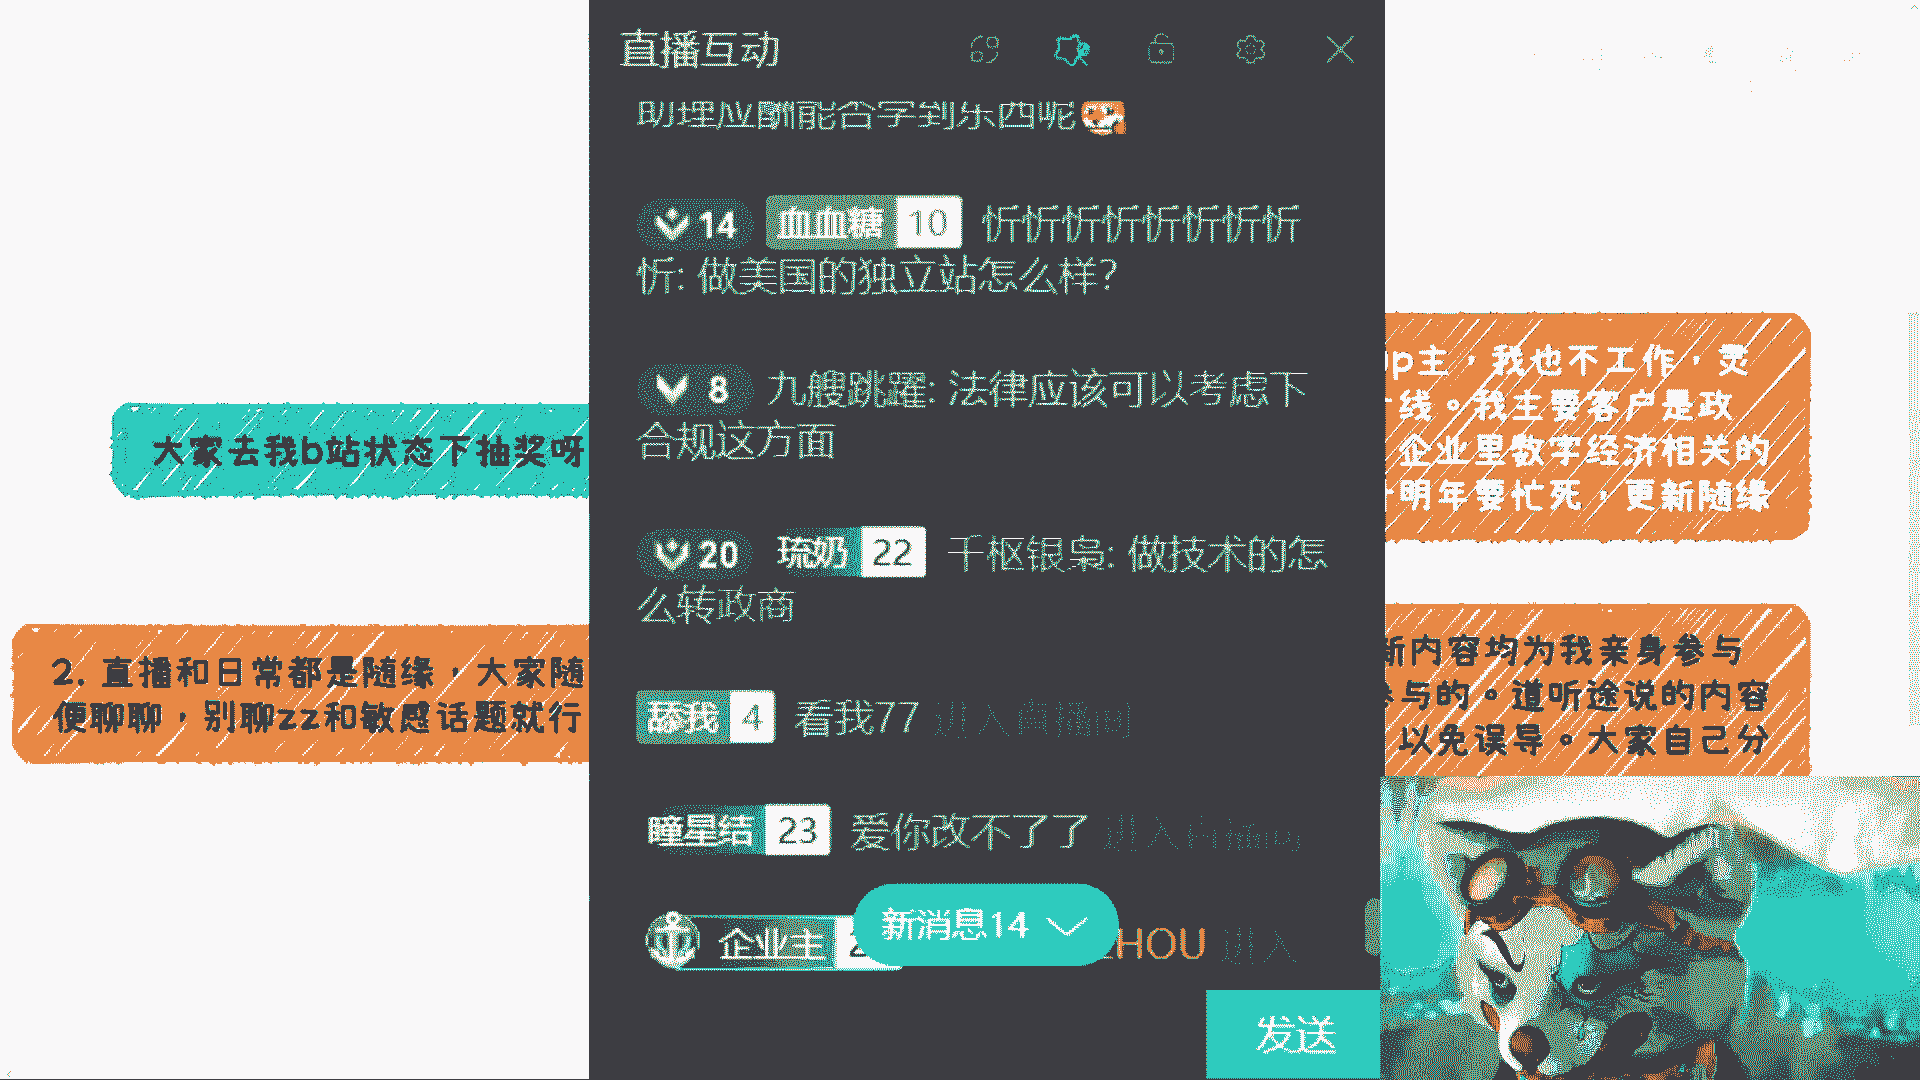 直播互动
助理应酬能否学到东西呢
14 血血糖 10 忻忻忻忻忻忻忻忻
忻: 做美国的独立站怎么样?
8 九艘跳躍: 法律应该可以考虑下
合规这方面
20 琉奶 22 千枢银枭: 做技术的怎
么转政商
舔我 4 看我77 进入直播间
瞳星结 23 爱你改不了了 进入直播间
企业主 2 HOU 进入
新消息14
发送
大家去我b站状态下抽奖呀
2. 直播和日常都是随缘，大家随
便聊聊，别聊zz和敏感话题就行
up主，我也不工作，灵
线。我主要客户是政
企业里数字经济相关的
明年要忙死，更新随缘
新内容均为我亲身参与
参与的。道听途说的内容
以免误导。大家自己分